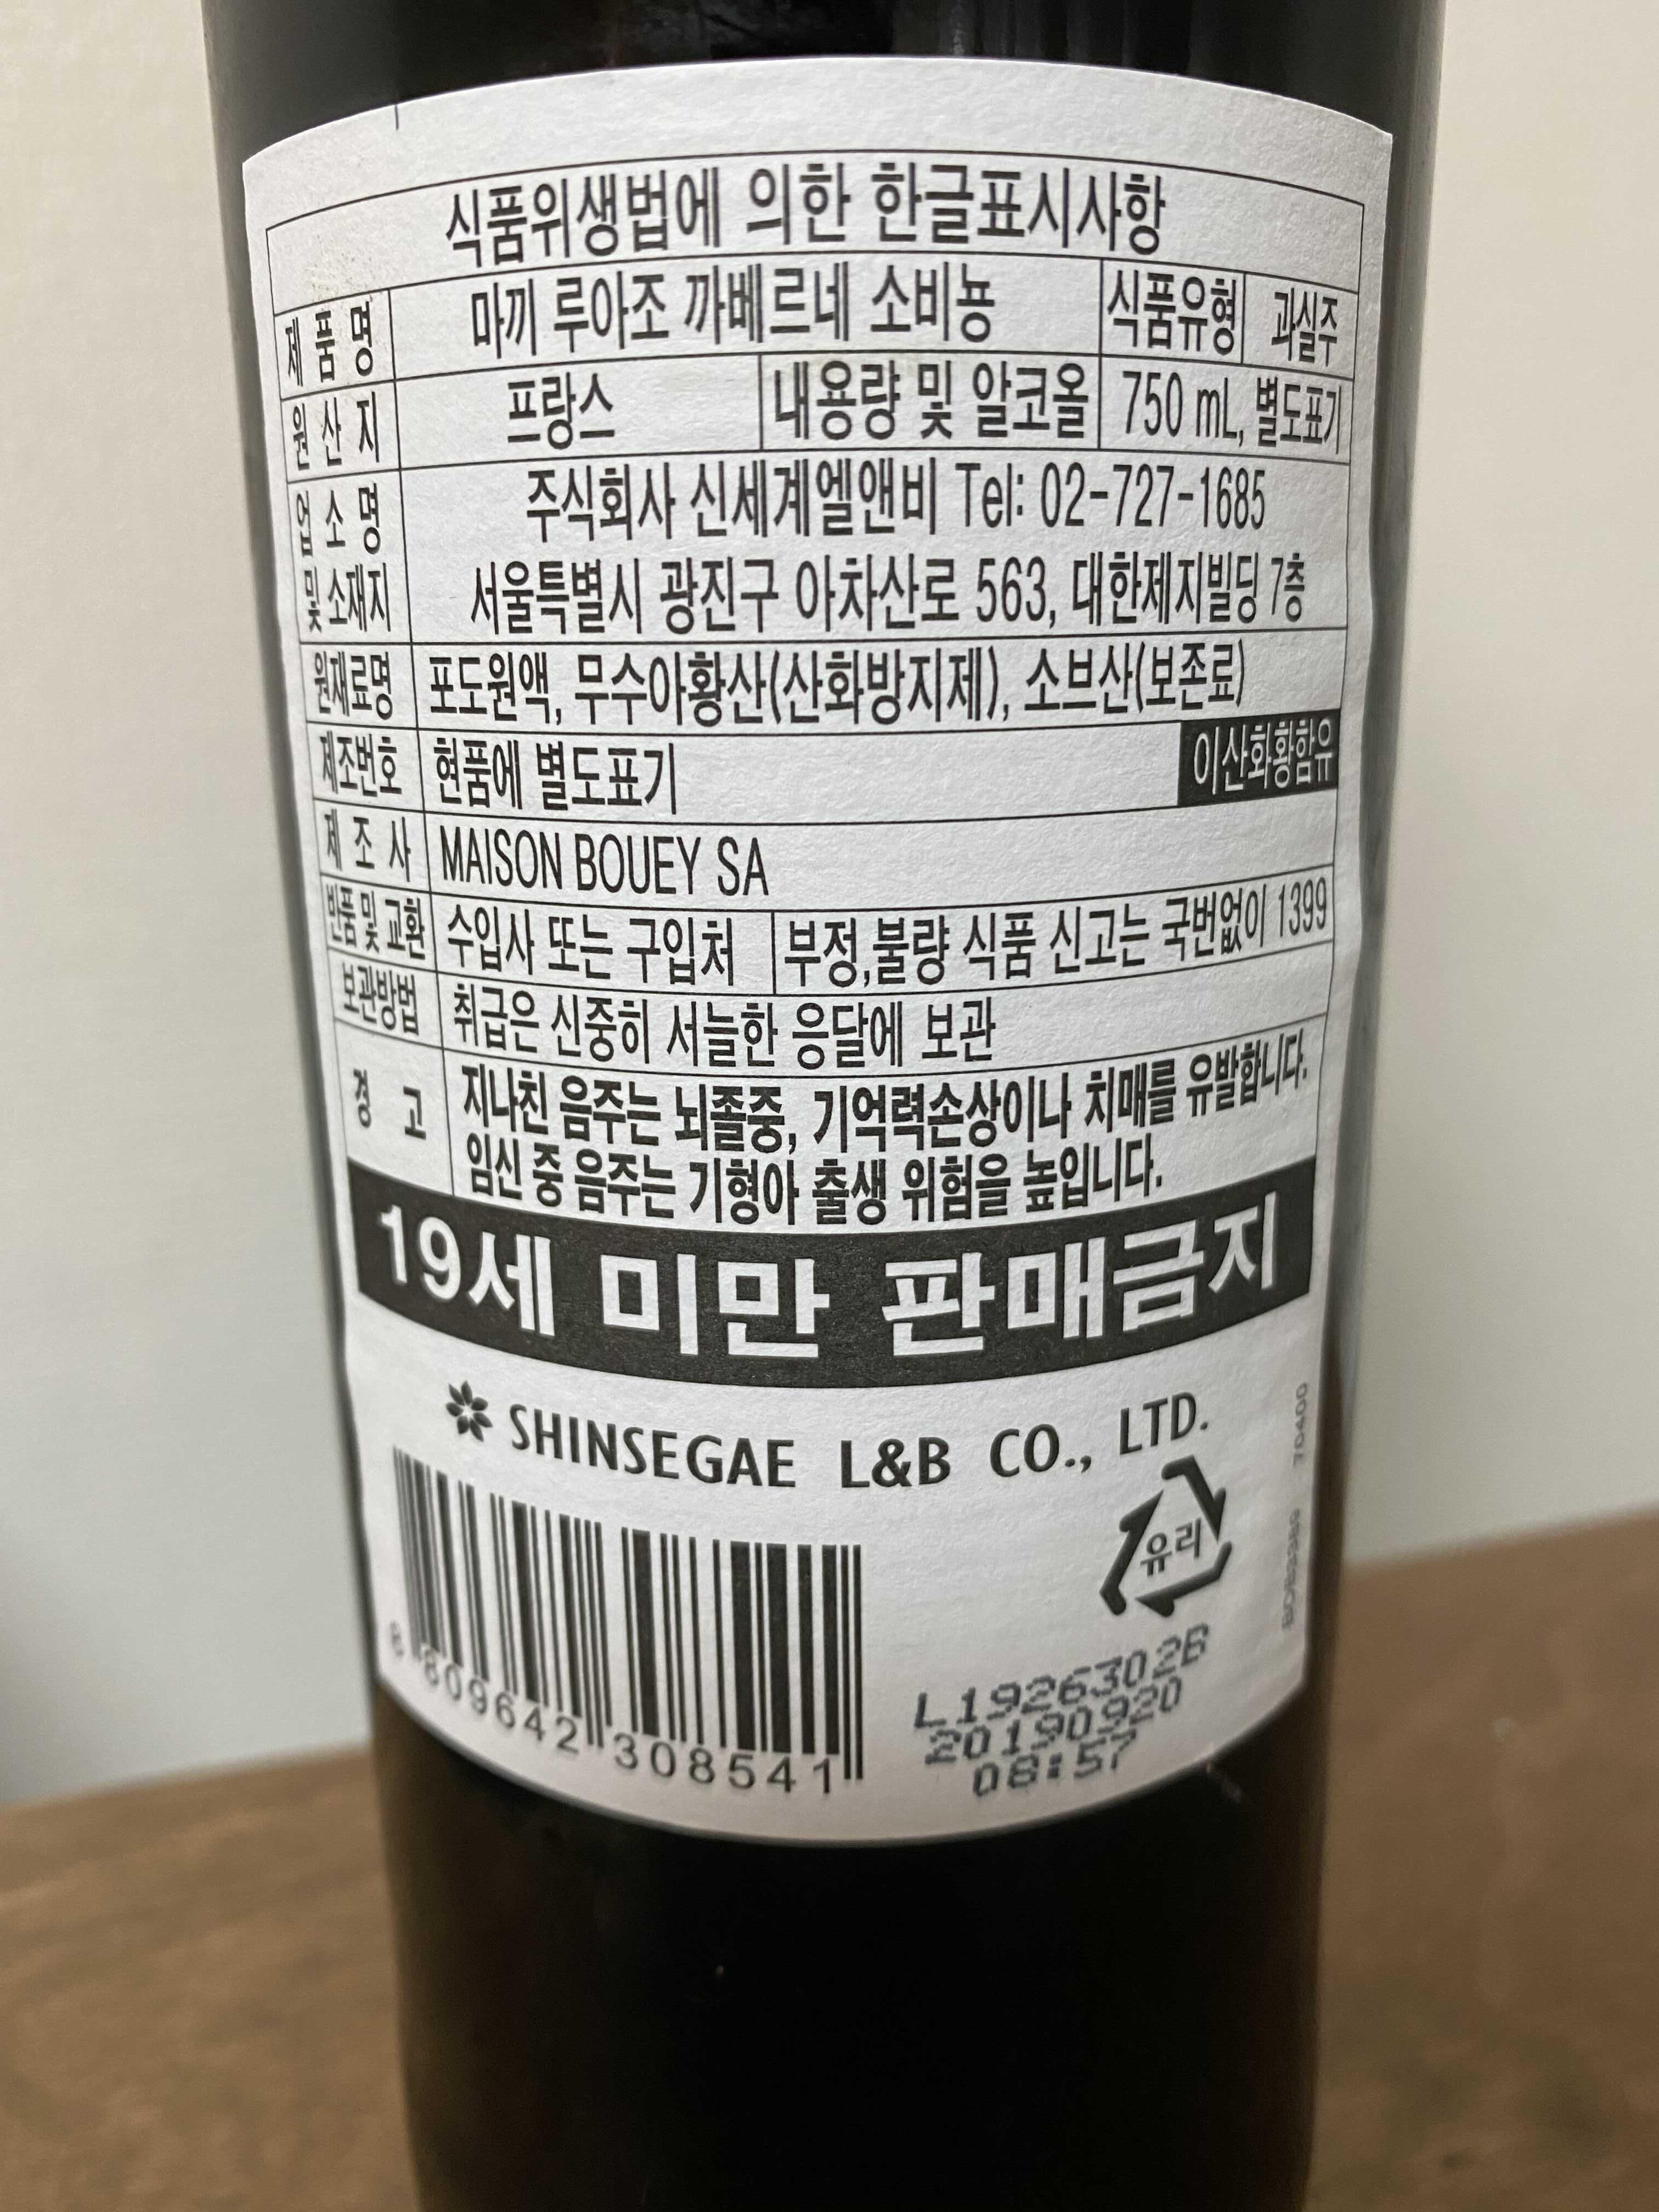 식품위생법에 의한 한글표시사항
제 품 명 마끼 루아조 까베르네 소비뇽 식품유형 과실주
원 산 지 프랑스 내용량 및 알코올 750 mL, 별도표기
업 소 명 주식회사 신세계엘앤비 Tel: 02-727-1685
및 소재지 서울특별시 광진구 아차산로 563, 대한제지빌딩 7층
원재료명 포도원액, 무수아황산(산화방지제), 소브산(보존료)
제조번호 현품에 별도표기 이산화황함유
제 조 사 MAISON BOUEY SA
반품 및 교환 수입사 또는 구입처 부정,불량 식품 신고는 국번없이 1399
보관방법 취급은 신중히 서늘한 응달에 보관
경 고 지나친 음주는 뇌졸중, 기억력손상이나 치매를 유발합니다.
임신 중 음주는 기형아 출생 위험을 높입니다.
19세 미만 판매금지
SHINSEGAE L&B CO., LTD.
유리
8 809642 308541
L1926302B
20190920
08:57